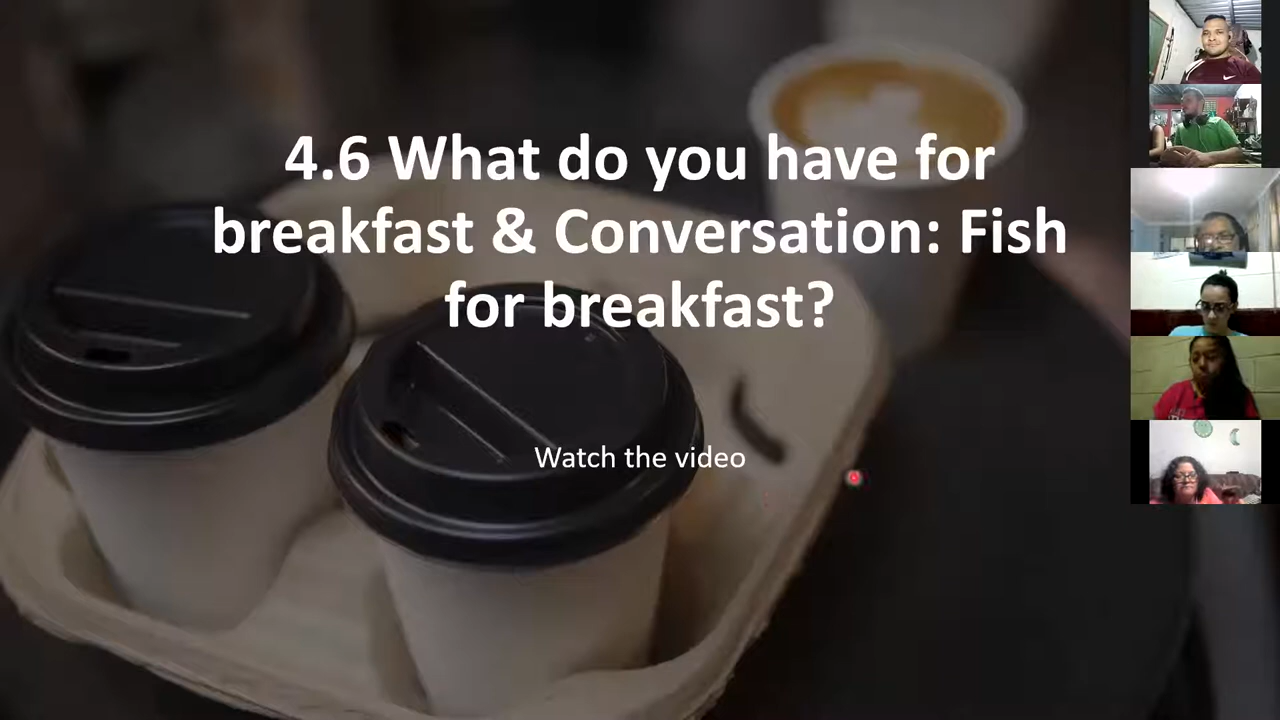 4.6 What do you have for
breakfast & Conversation: Fish
for breakfast?
Watch the video